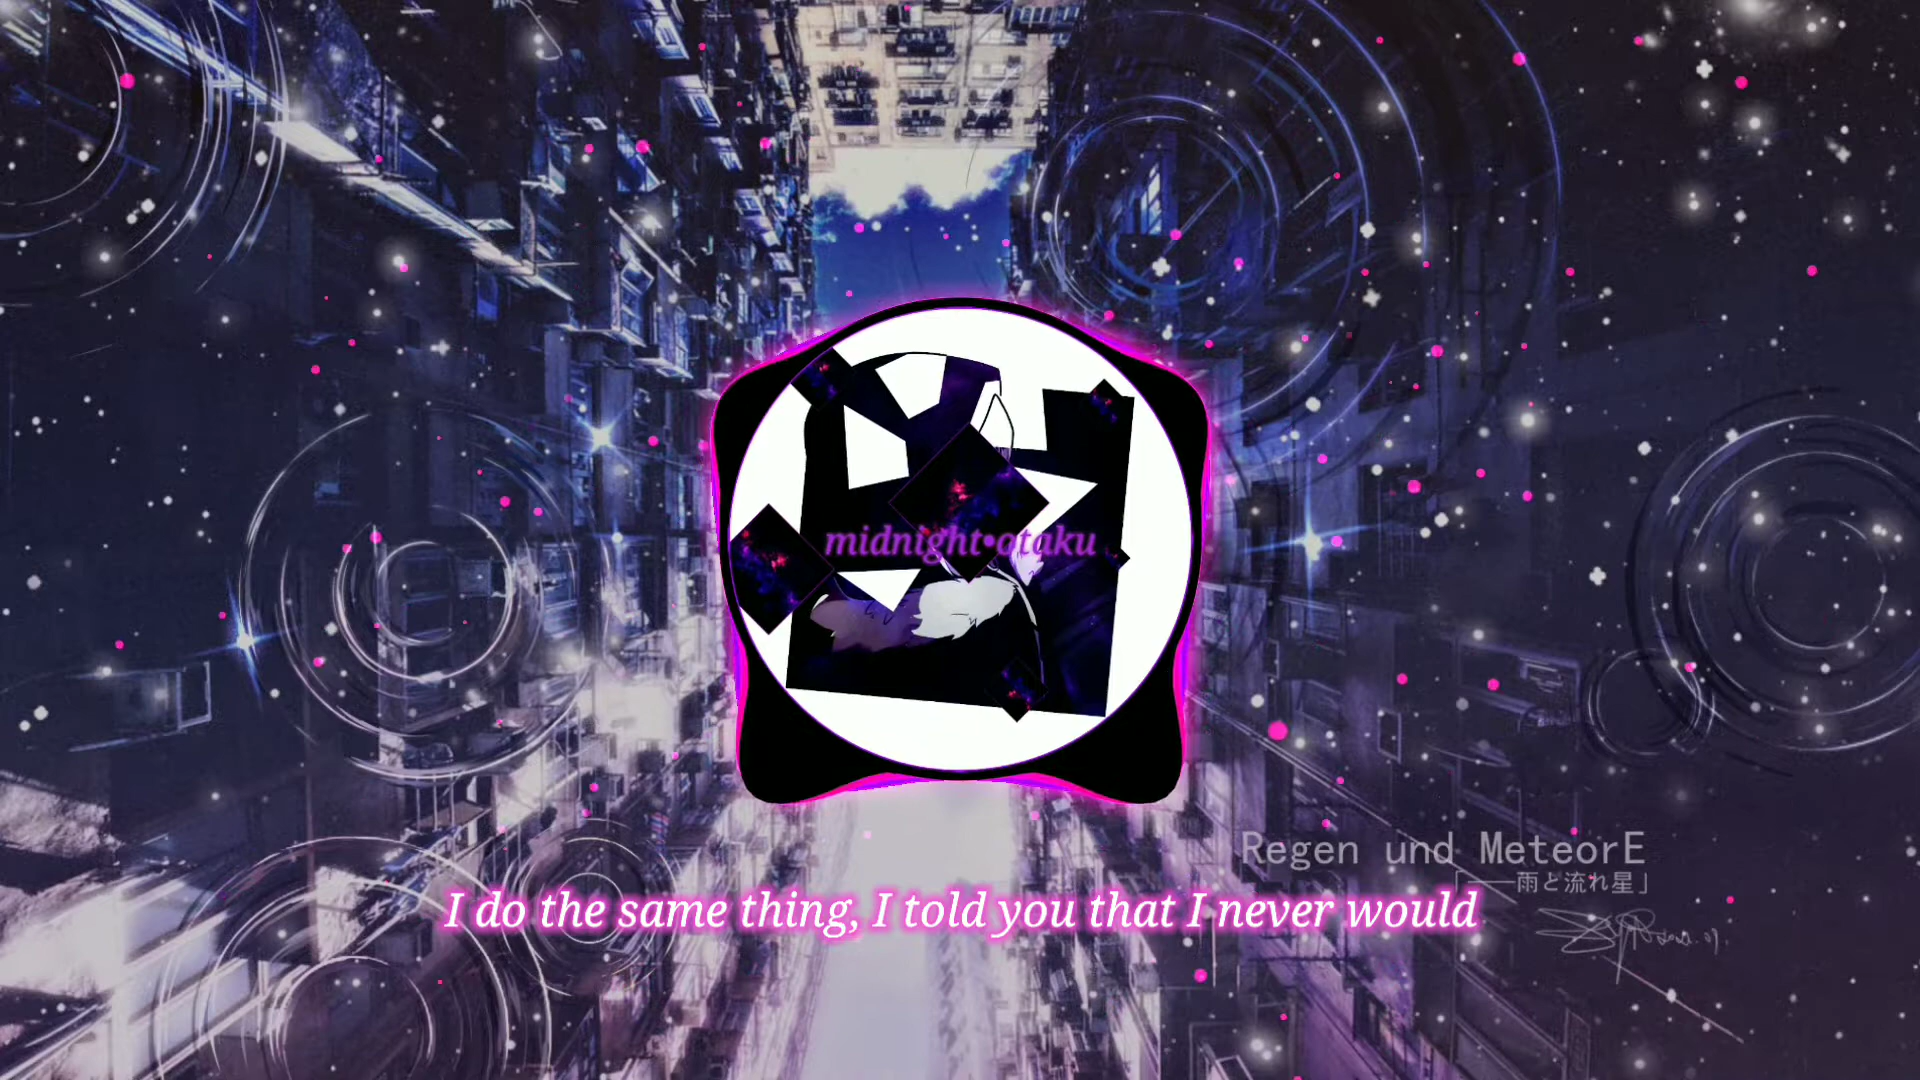 midnight•otaku
Regen und MeteorE
「──雨と流れ星」
I do the same thing, I told you that I never would